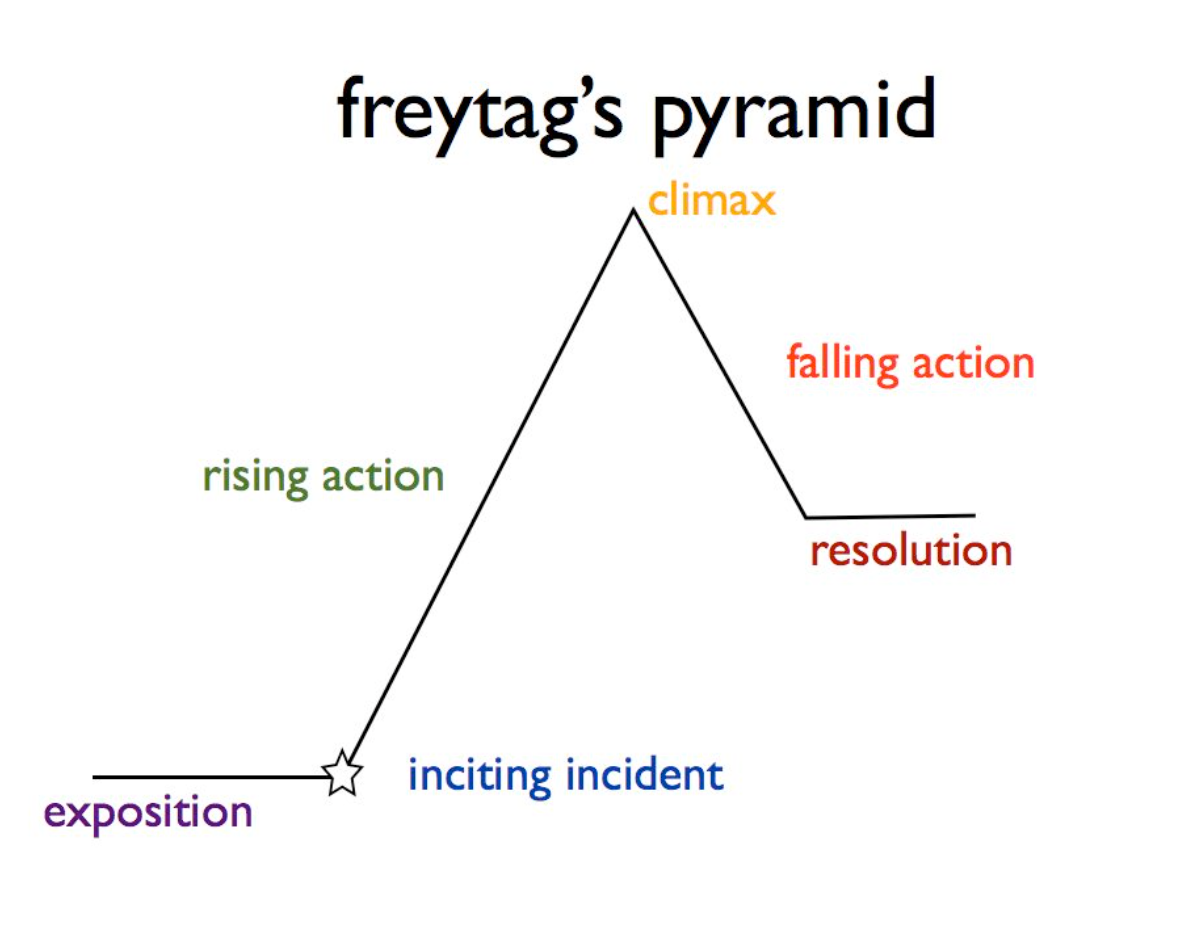 freytag’s pyramid
climax
falling action
rising action
resolution
inciting incident
exposition